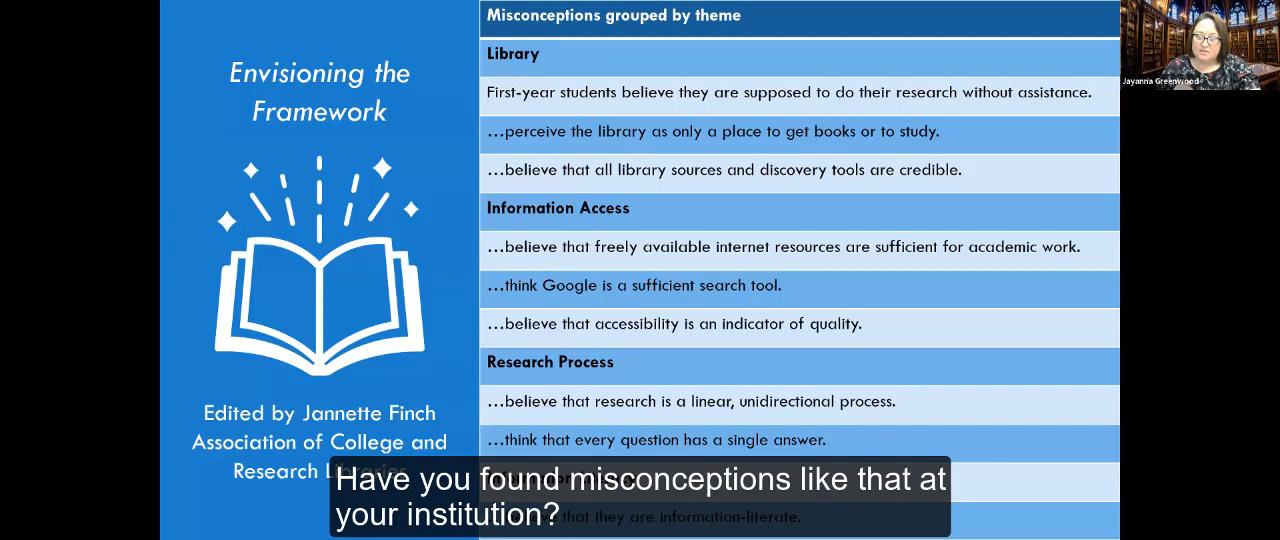 Envisioning the
Framework
Edited by Jannette Finch
Association of College and
Research Libraries
Misconceptions grouped by theme
Library
First-year students believe they are supposed to do their research without assistance.
…perceive the library as only a place to get books or to study.
…believe that all library sources and discovery tools are credible.
Information Access
…believe that freely available internet resources are sufficient for academic work.
…think Google is a sufficient search tool.
…believe that accessibility is an indicator of quality.
Research Process
…believe that research is a linear, unidirectional process.
…think that every question has a single answer.
that they are information-literate.
Have you found misconceptions like that at
your institution?
Jayanna Greenwood